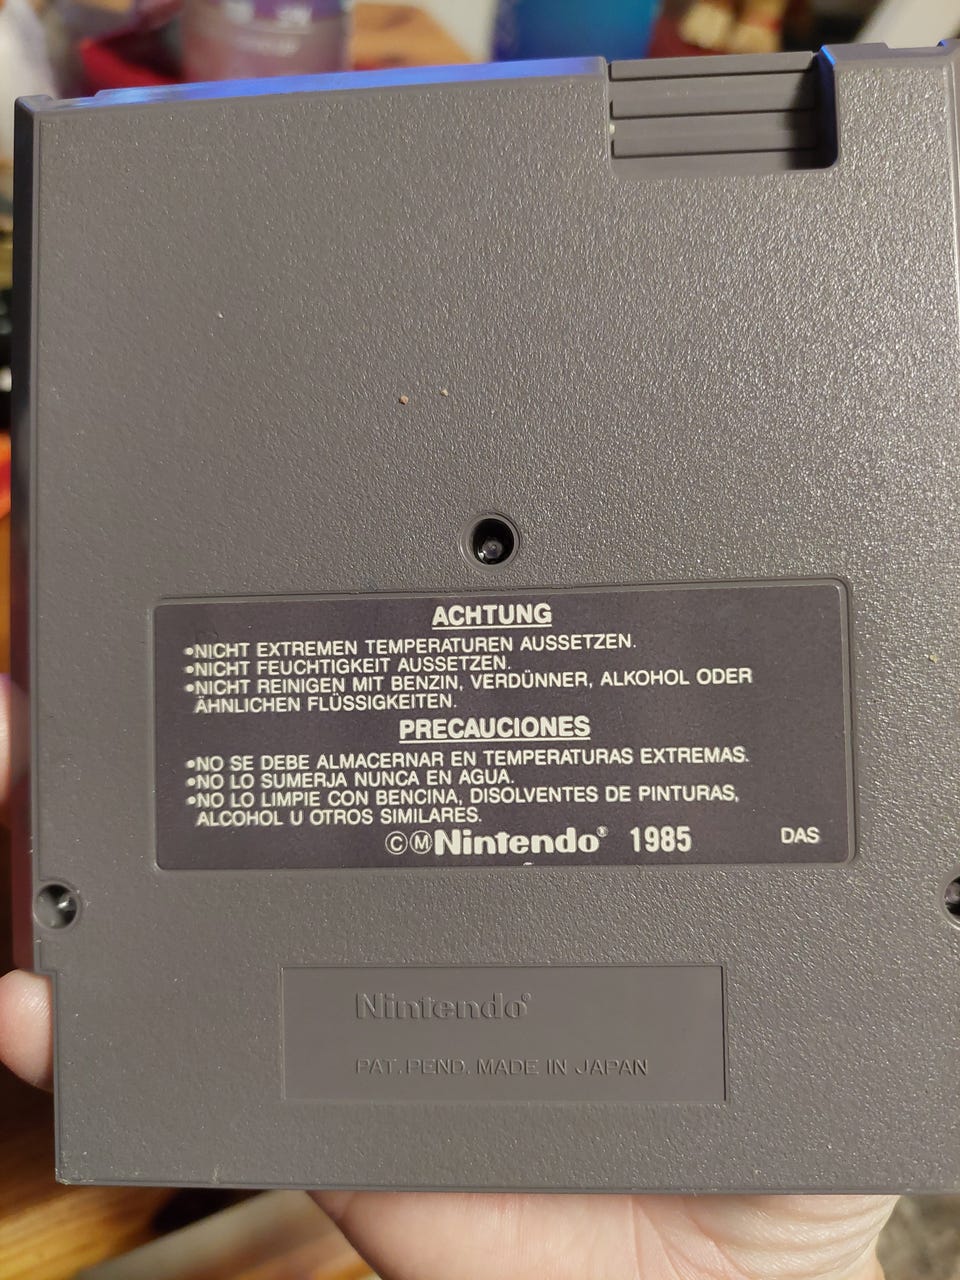 ACHTUNG
•NICHT EXTREMEN TEMPERATUREN AUSSETZEN.
•NICHT FEUCHTIGKEIT AUSSETZEN.
•NICHT REINIGEN MIT BENZIN, VERDÜNNER, ALKOHOL ODER
ÄHNLICHEN FLÜSSIGKEITEN.
PRECAUCIONES
•NO SE DEBE ALMACERNAR EN TEMPERATURAS EXTREMAS.
•NO LO SUMERJA NUNCA EN AGUA.
•NO LO LIMPIE CON BENCINA, DISOLVENTES DE PINTURAS,
ALCOHOL U OTROS SIMILARES.
©ⓂNintendo® 1985 DAS
Nintendo®
PAT. PEND. MADE IN JAPAN